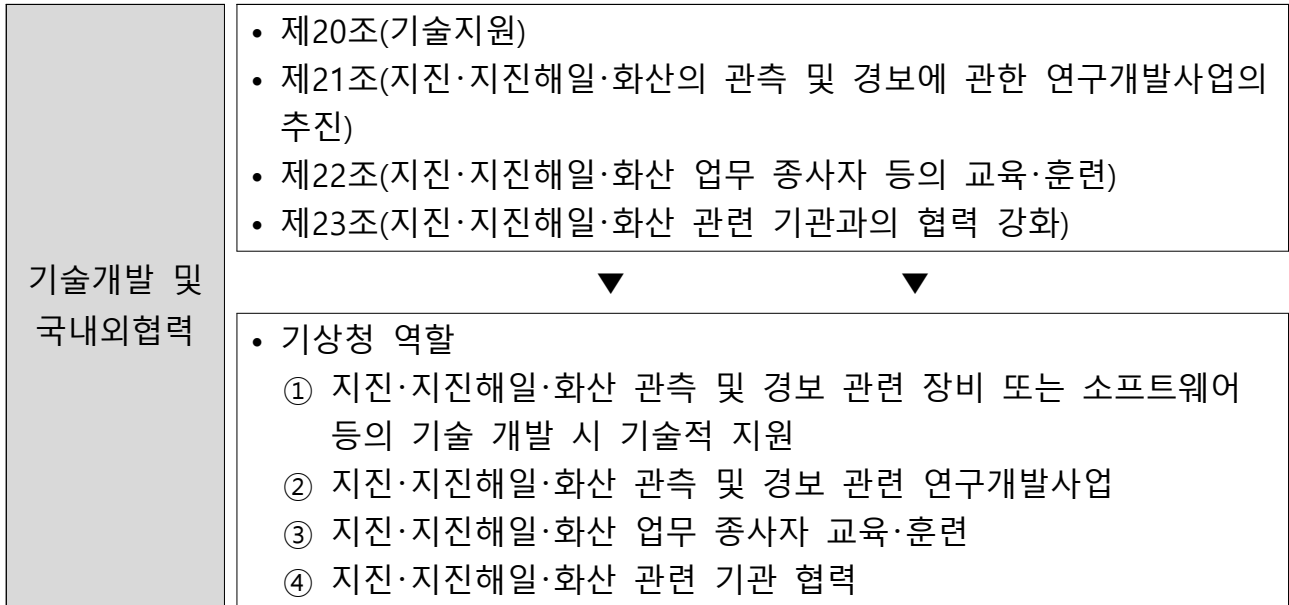 기술개발 및
국내외협력
• 제20조(기술지원)
• 제21조(지진·지진해일·화산의 관측 및 경보에 관한 연구개발사업의
추진)
• 제22조(지진·지진해일·화산 업무 종사자 등의 교육·훈련)
• 제23조(지진·지진해일·화산 관련 기관과의 협력 강화)
▼ ▼
• 기상청 역할
① 지진·지진해일·화산 관측 및 경보 관련 장비 또는 소프트웨어
등의 기술 개발 시 기술적 지원
② 지진·지진해일·화산 관측 및 경보 관련 연구개발사업
③ 지진·지진해일·화산 업무 종사자 교육·훈련
④ 지진·지진해일·화산 관련 기관 협력